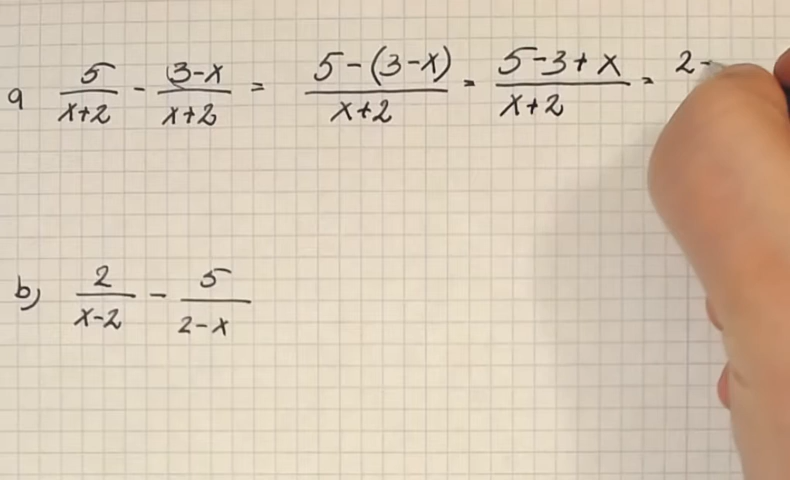 a 5/(x+2) - (3-x)/(x+2) = (5-(3-x))/(x+2) = (5-3+x)/(x+2) = 2-
b) 2/(x-2) - 5/(2-x)